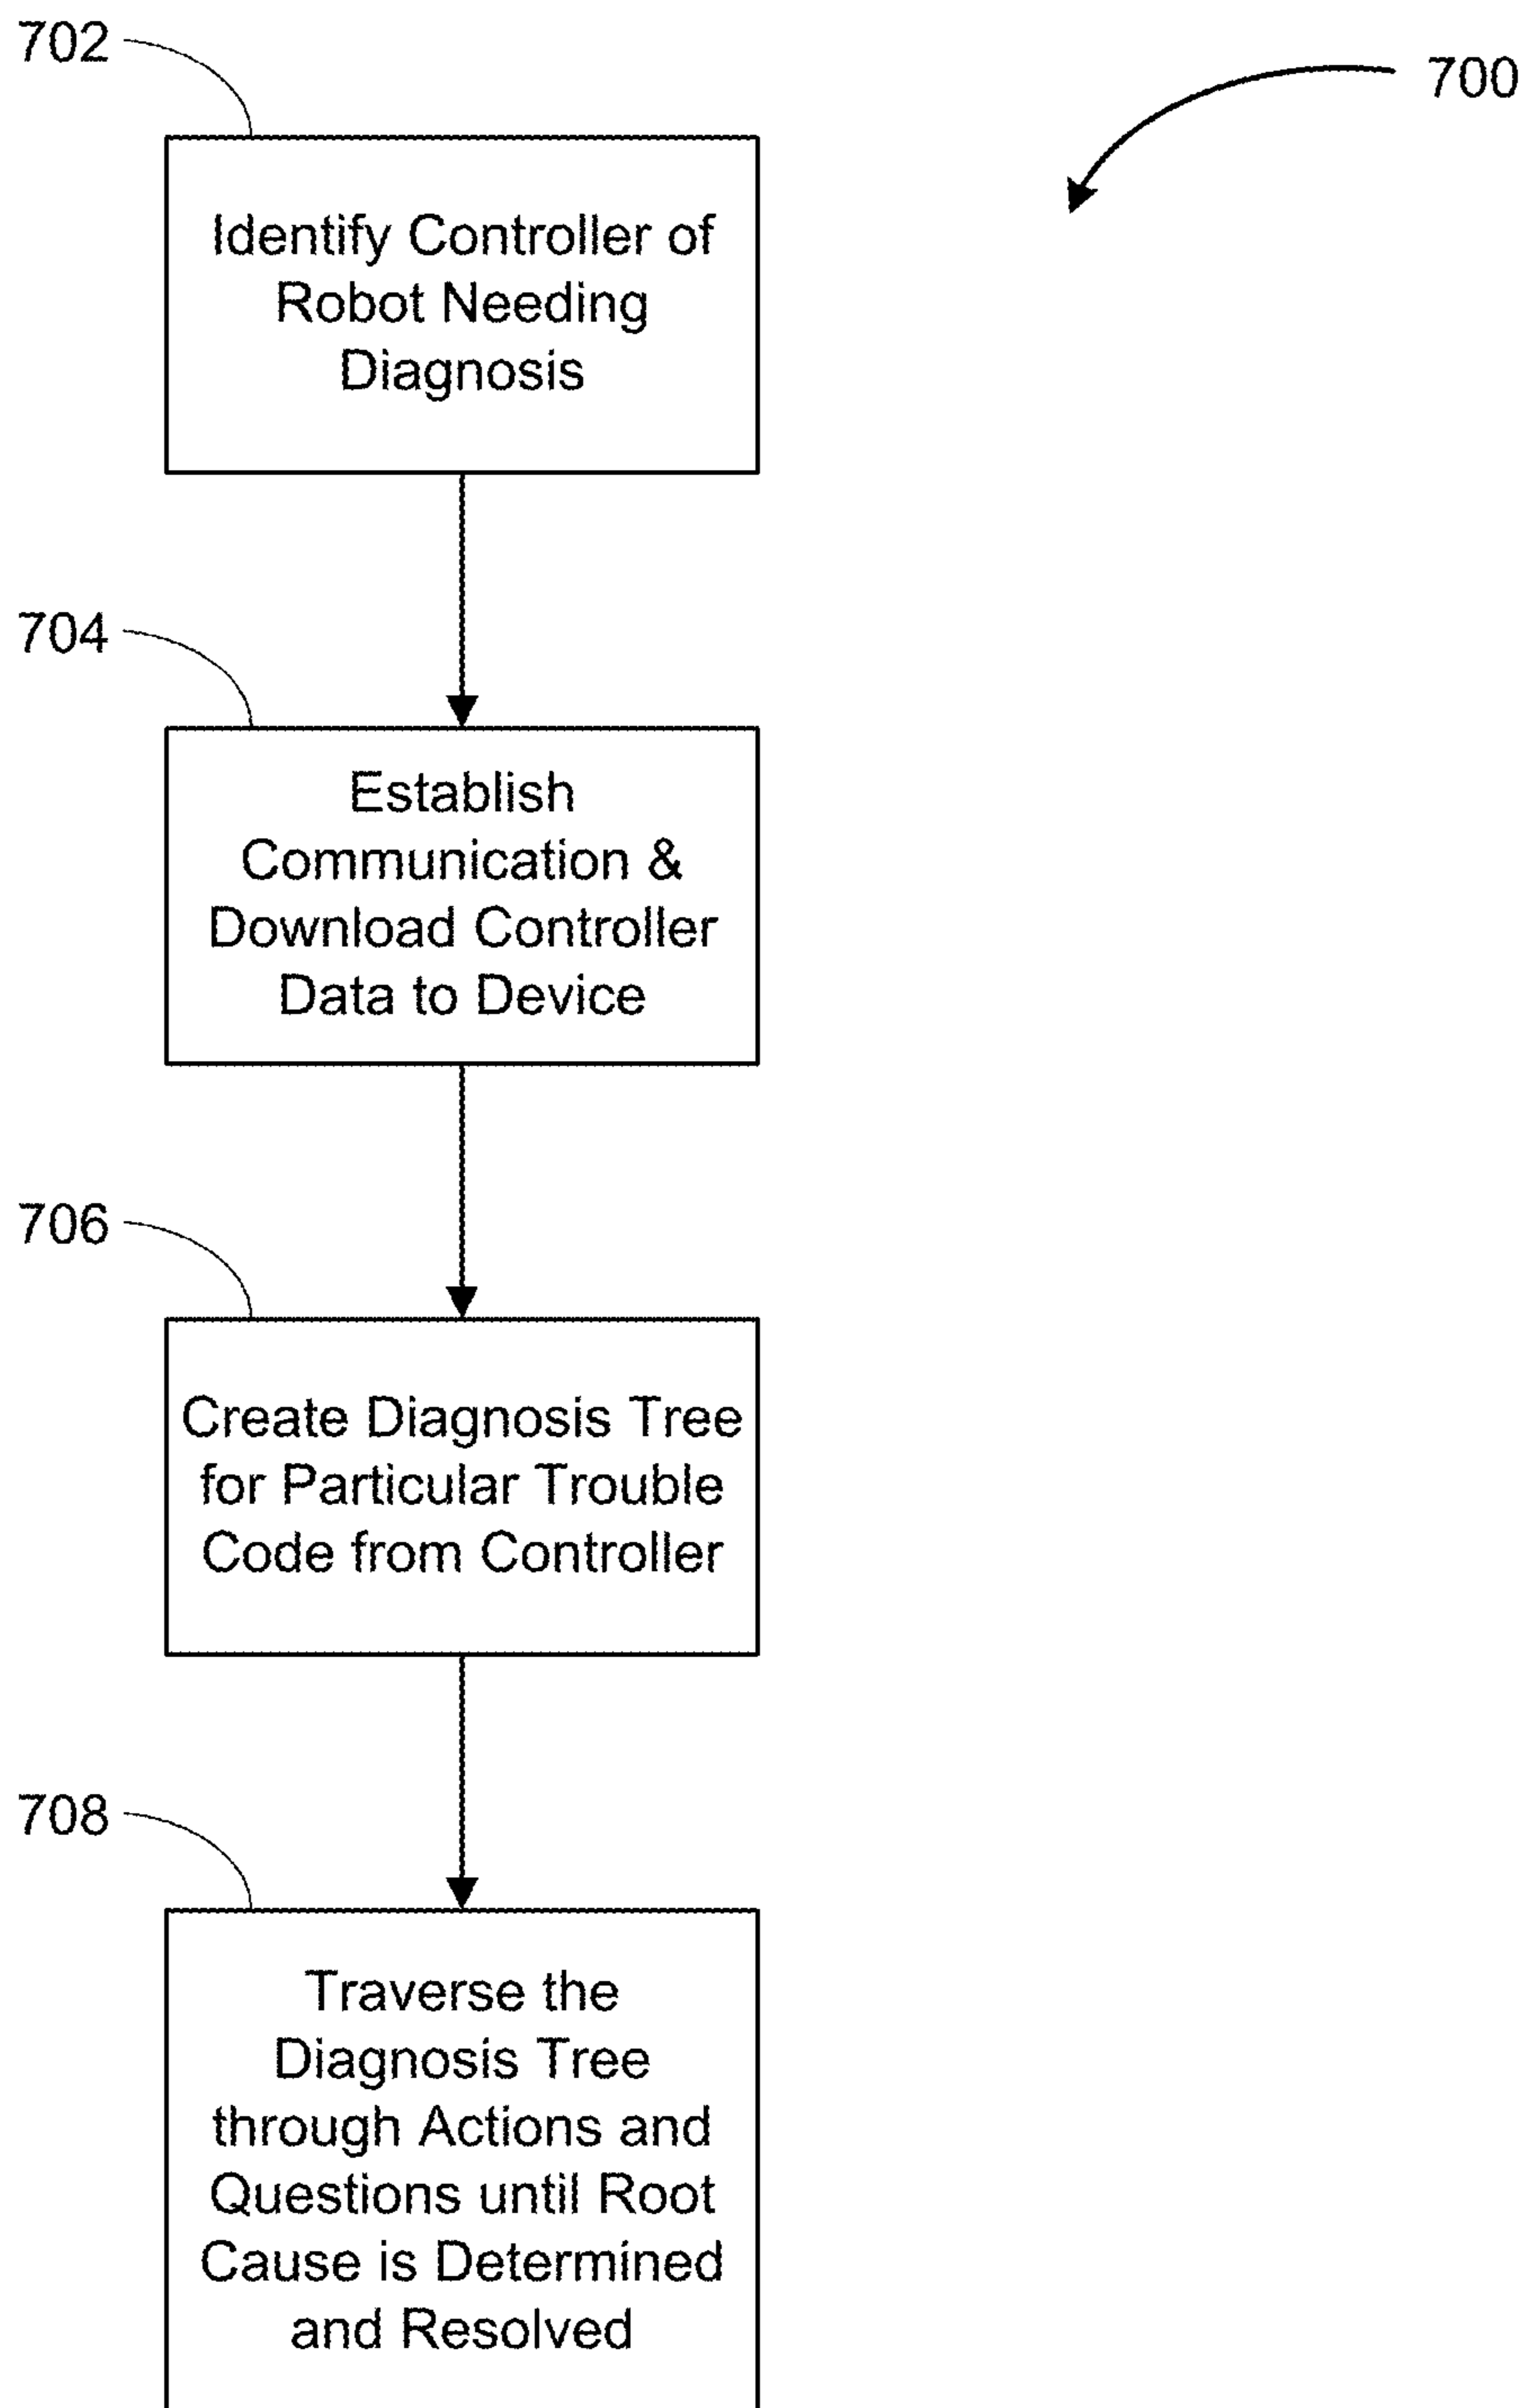 702
700
Identify Controller of
Robot Needing
Diagnosis
704
Establish
Communication &
Download Controller
Data to Device
706
Create Diagnosis Tree
for Particular Trouble
Code from Controller
708
Traverse the
Diagnosis Tree
through Actions and
Questions until Root
Cause is Determined
and Resolved